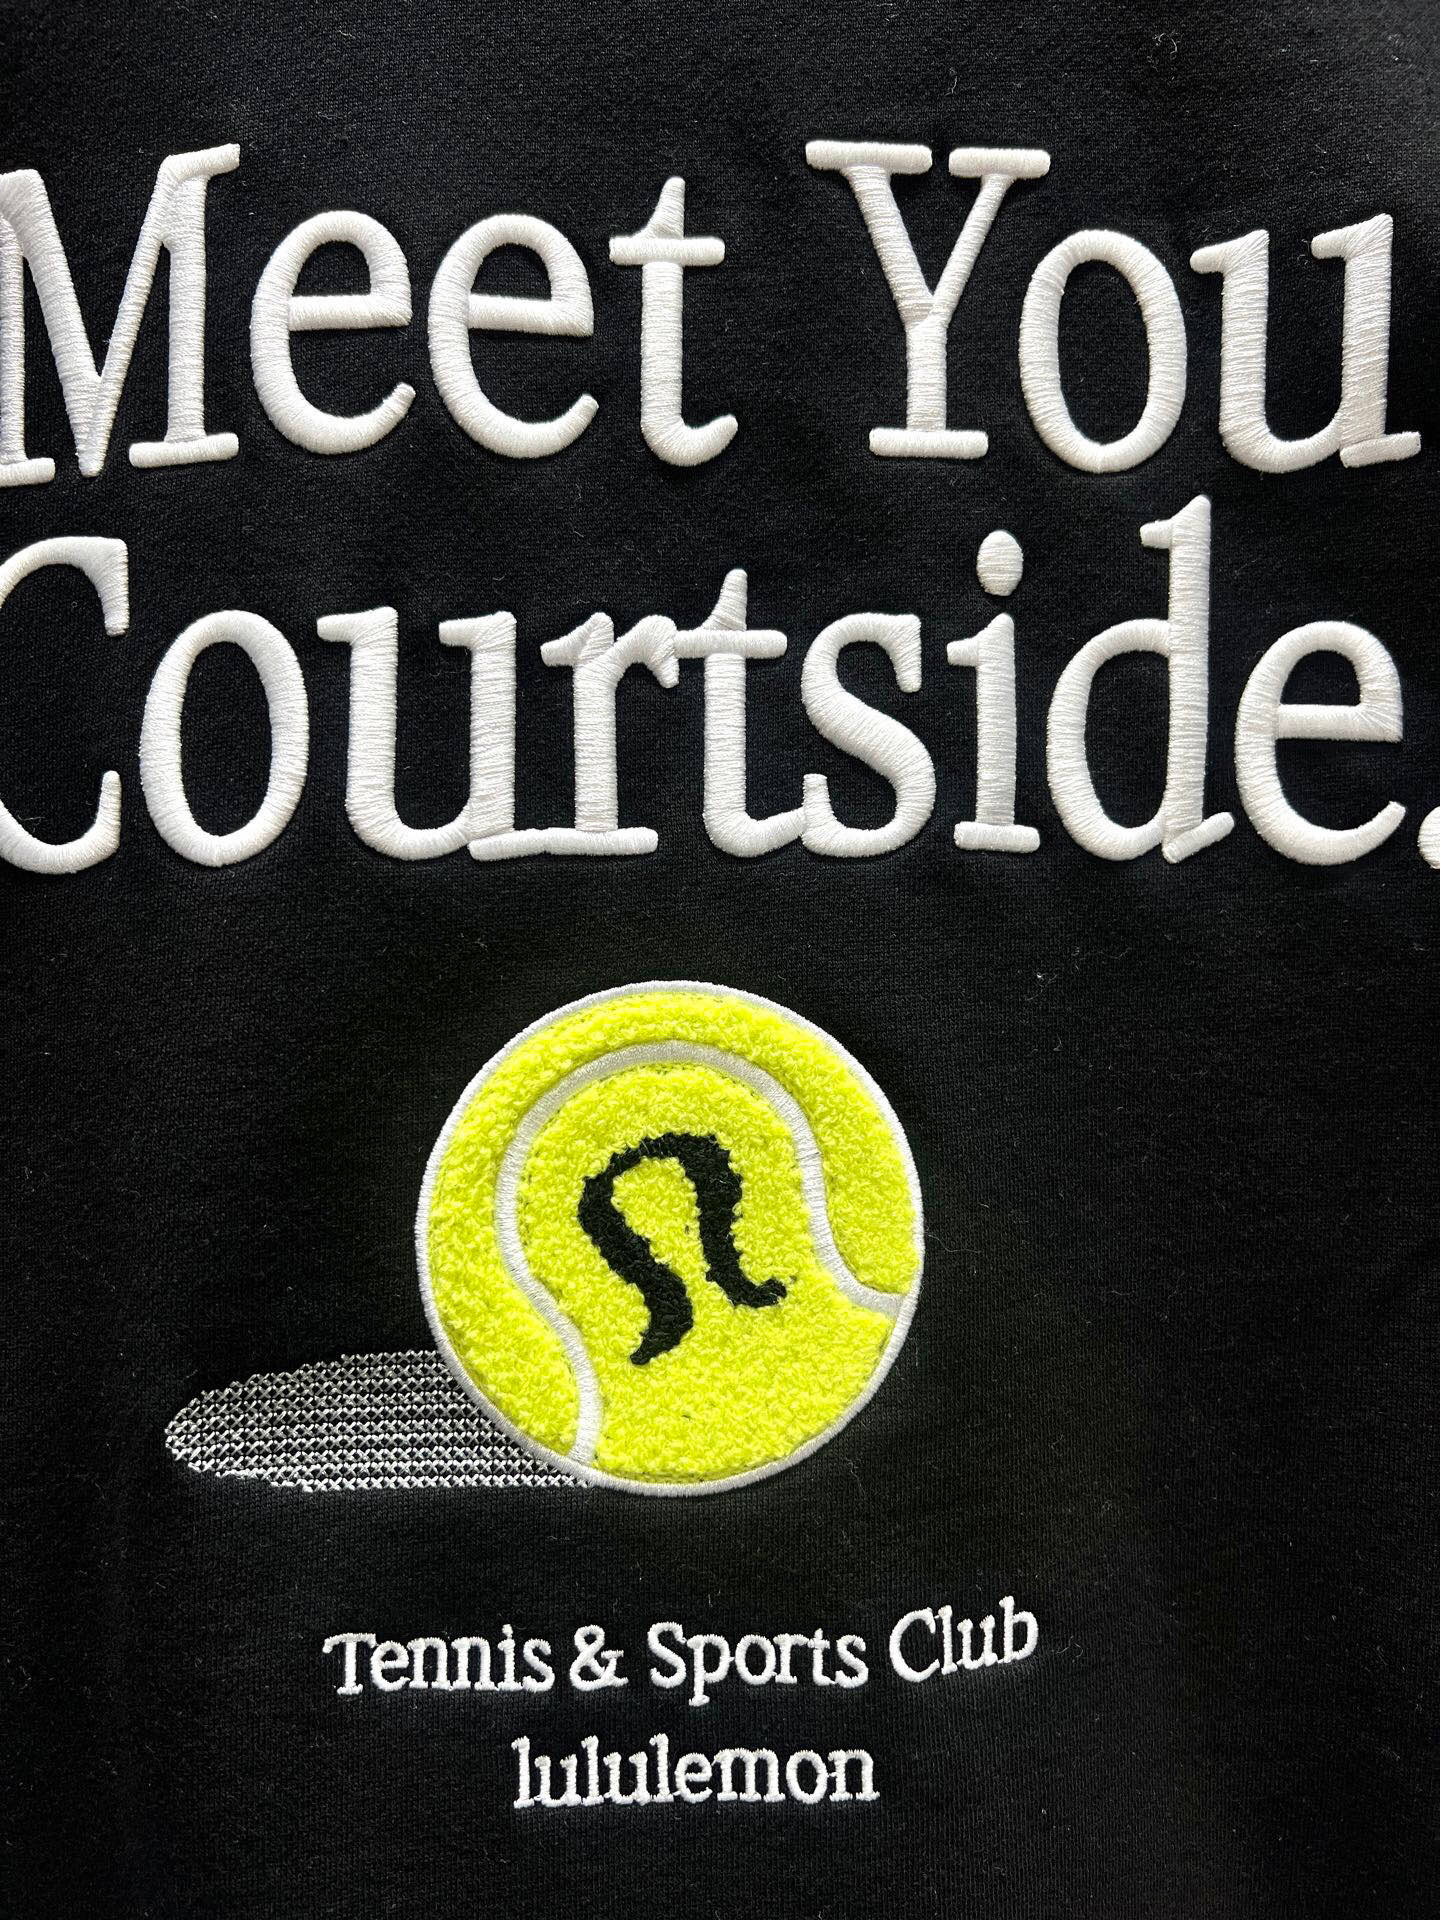 Meet You
Courtside.
Tennis & Sports Club
lululemon